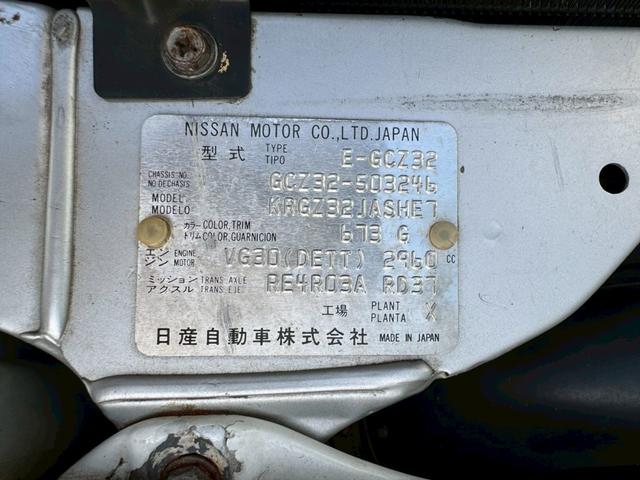 NISSAN MOTOR CO.,LTD.JAPAN
型式 TYPE TIPO E-GCZ32
CHASSIS NO. NO DECHASIS GCZ32-503246
MODEL MODELO KRGZ32JASHE7
カラー COLOR,TRIM トリム COLOR,GUARNICION 673 G
エンジン ENGINE MOTOR VG30(DETT) 2960 CC
ミッション TRANS.AXLE アクスル TRANS.EJE RE4R03A RD37
工場 PLANT PLANTA X
日産自動車株式会社 MADE IN JAPAN